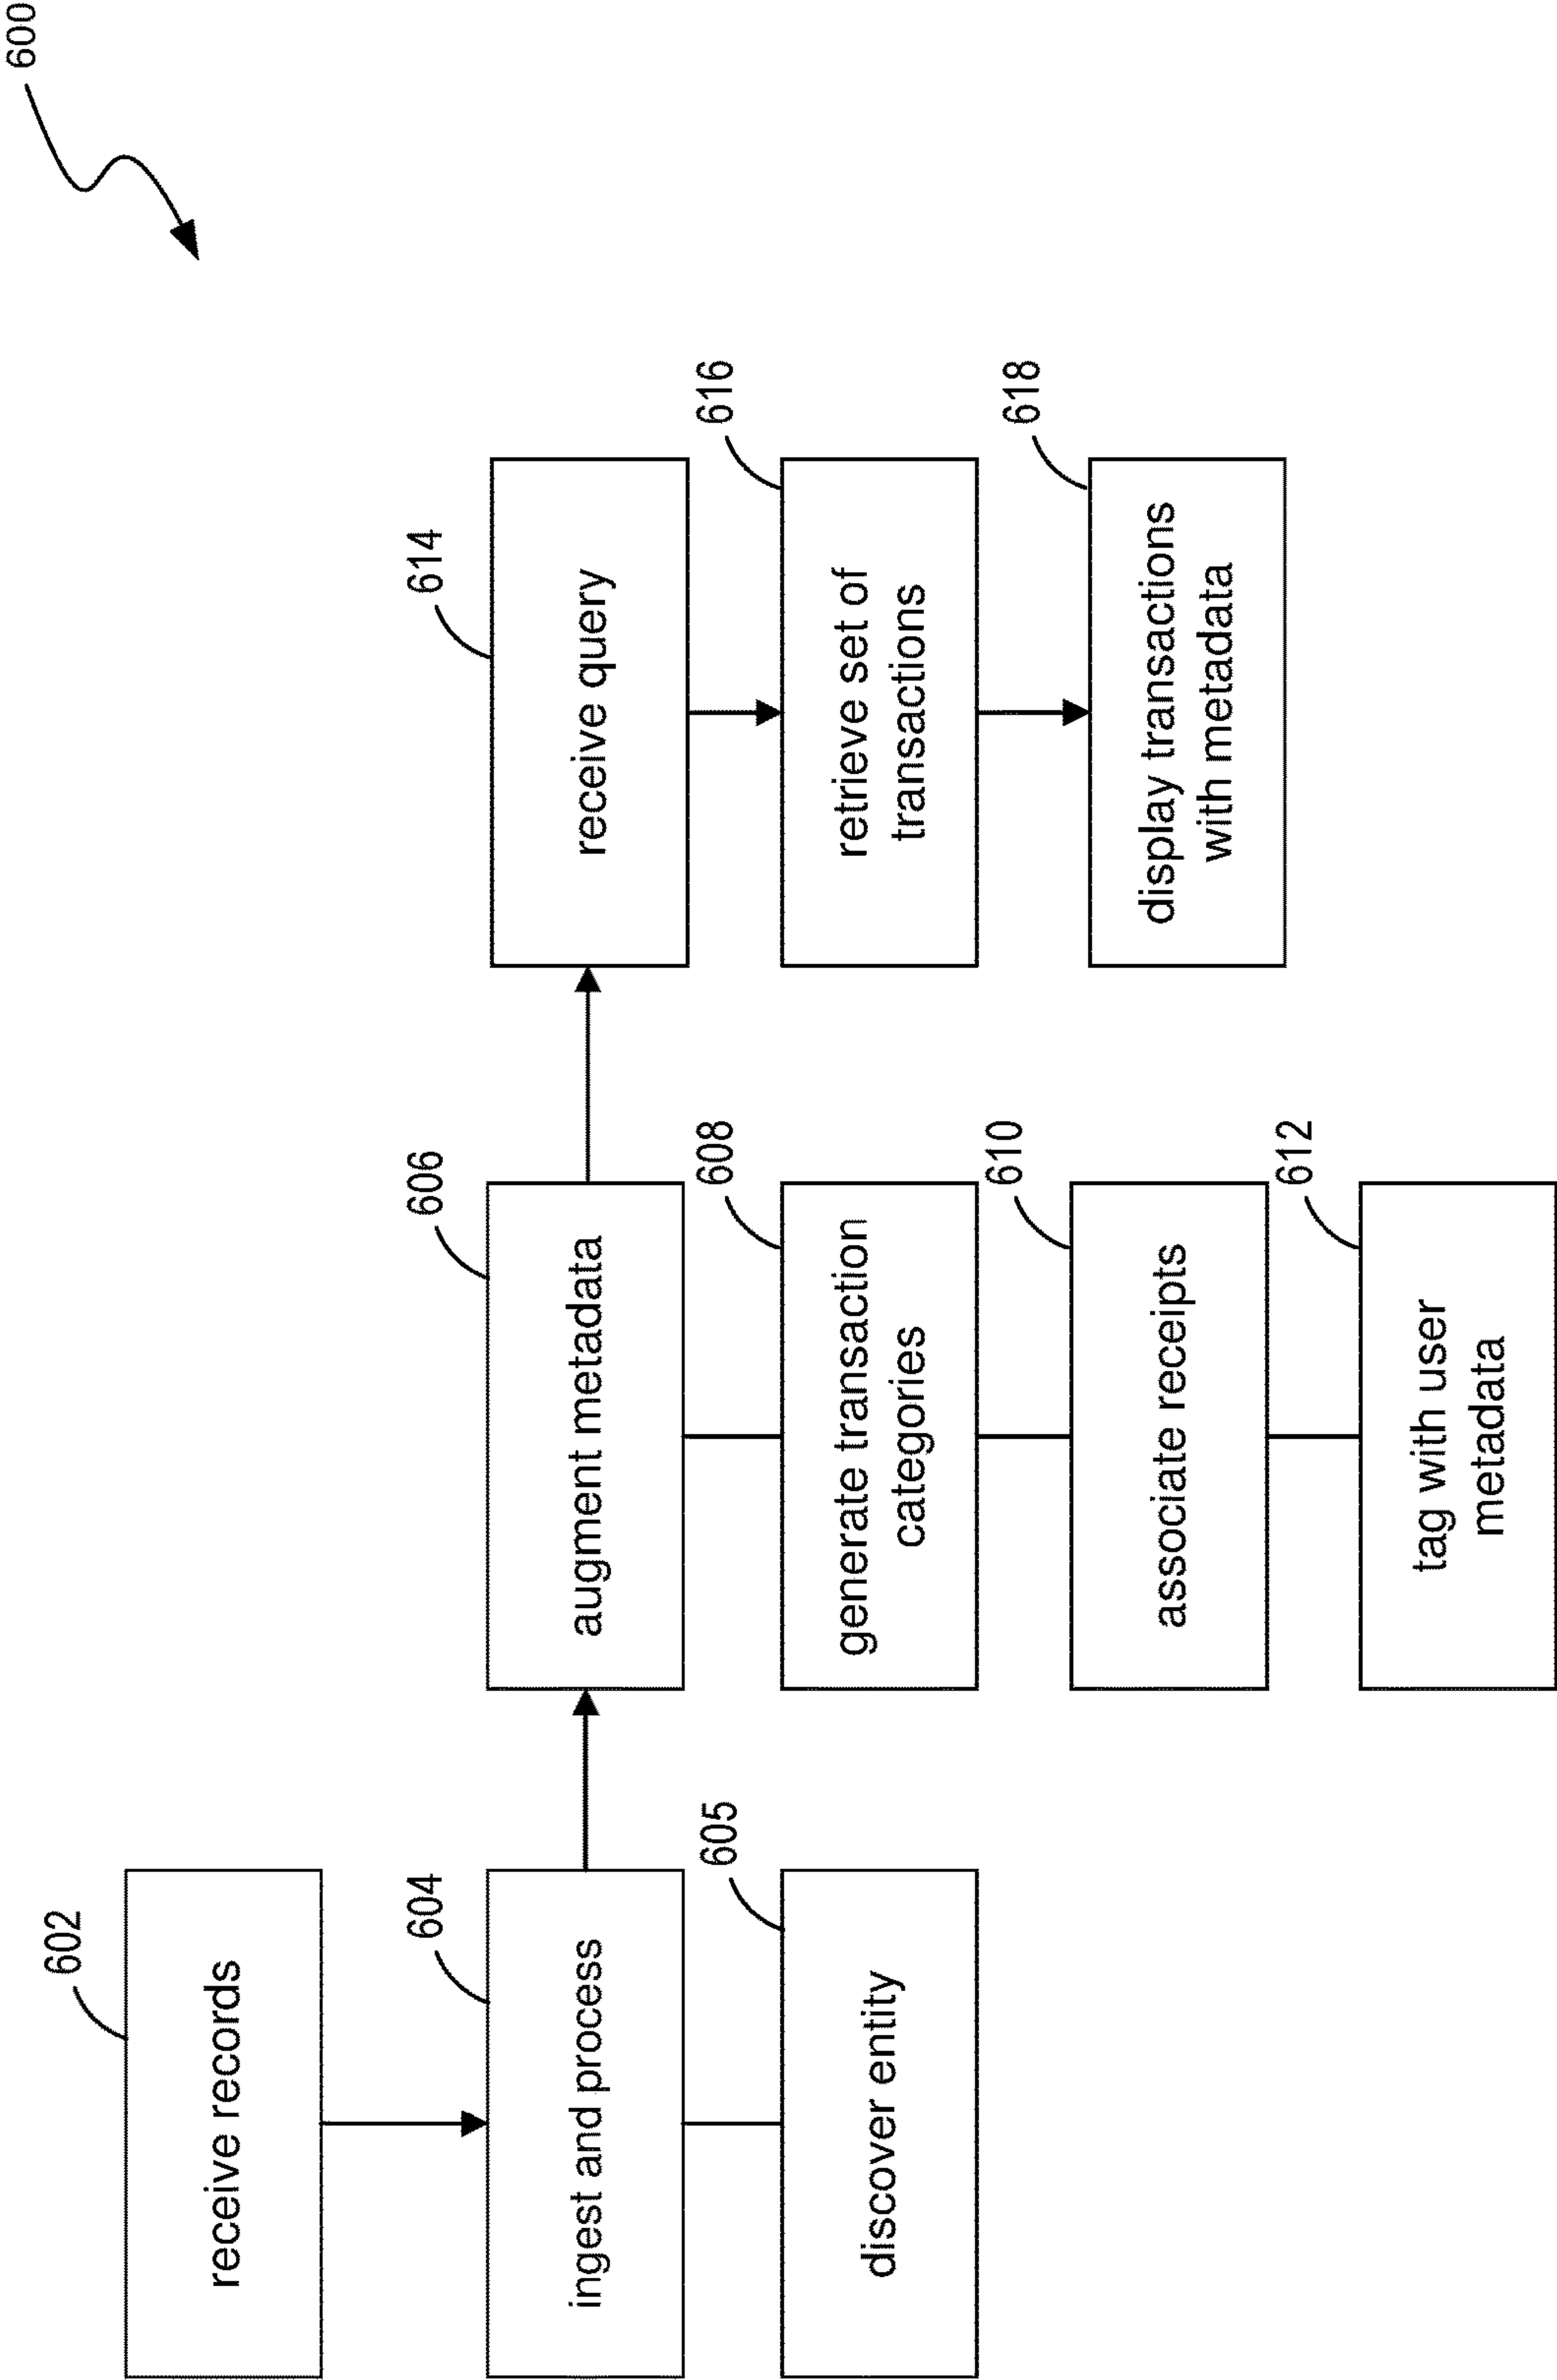 600
602
receive records
604
ingest and process
605
discover entity
606
augment metadata
608
generate transaction
categories
610
associate receipts
612
tag with user
metadata
614
receive query
616
retrieve set of
transactions
618
display transactions
with metadata